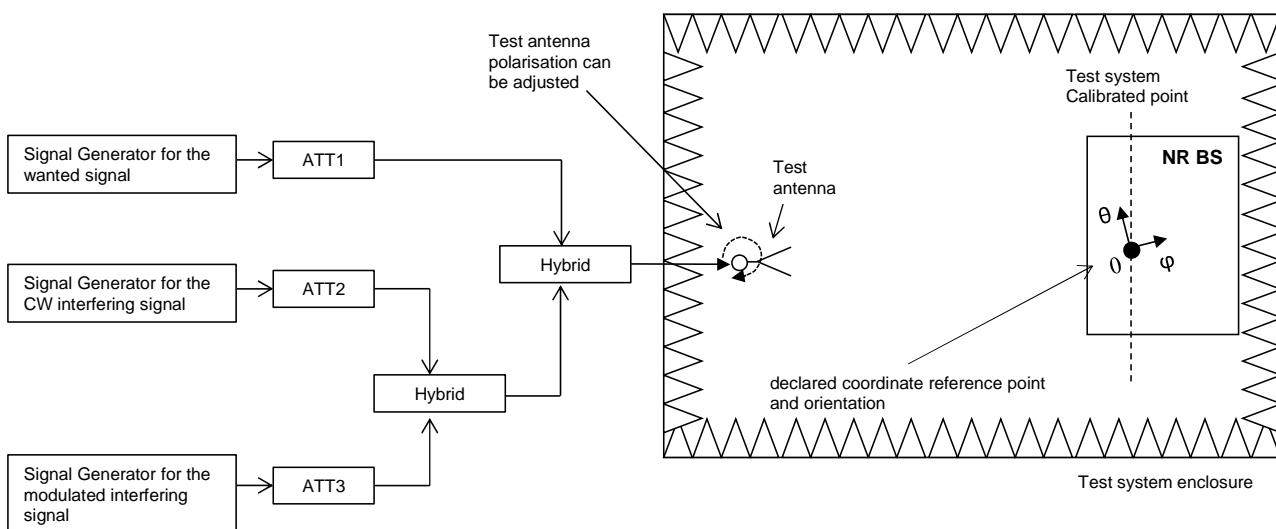 Test antenna
polarisation can
be adjusted
Test system
Calibrated point
Signal Generator for the
wanted signal
ATT1
NR BS
Test
antenna
θ
Hybrid
0
φ
Signal Generator for the
CW interfering signal
ATT2
Hybrid
declared coordinate reference point
and orientation
Signal Generator for the
modulated interfering
signal
ATT3
Test system enclosure